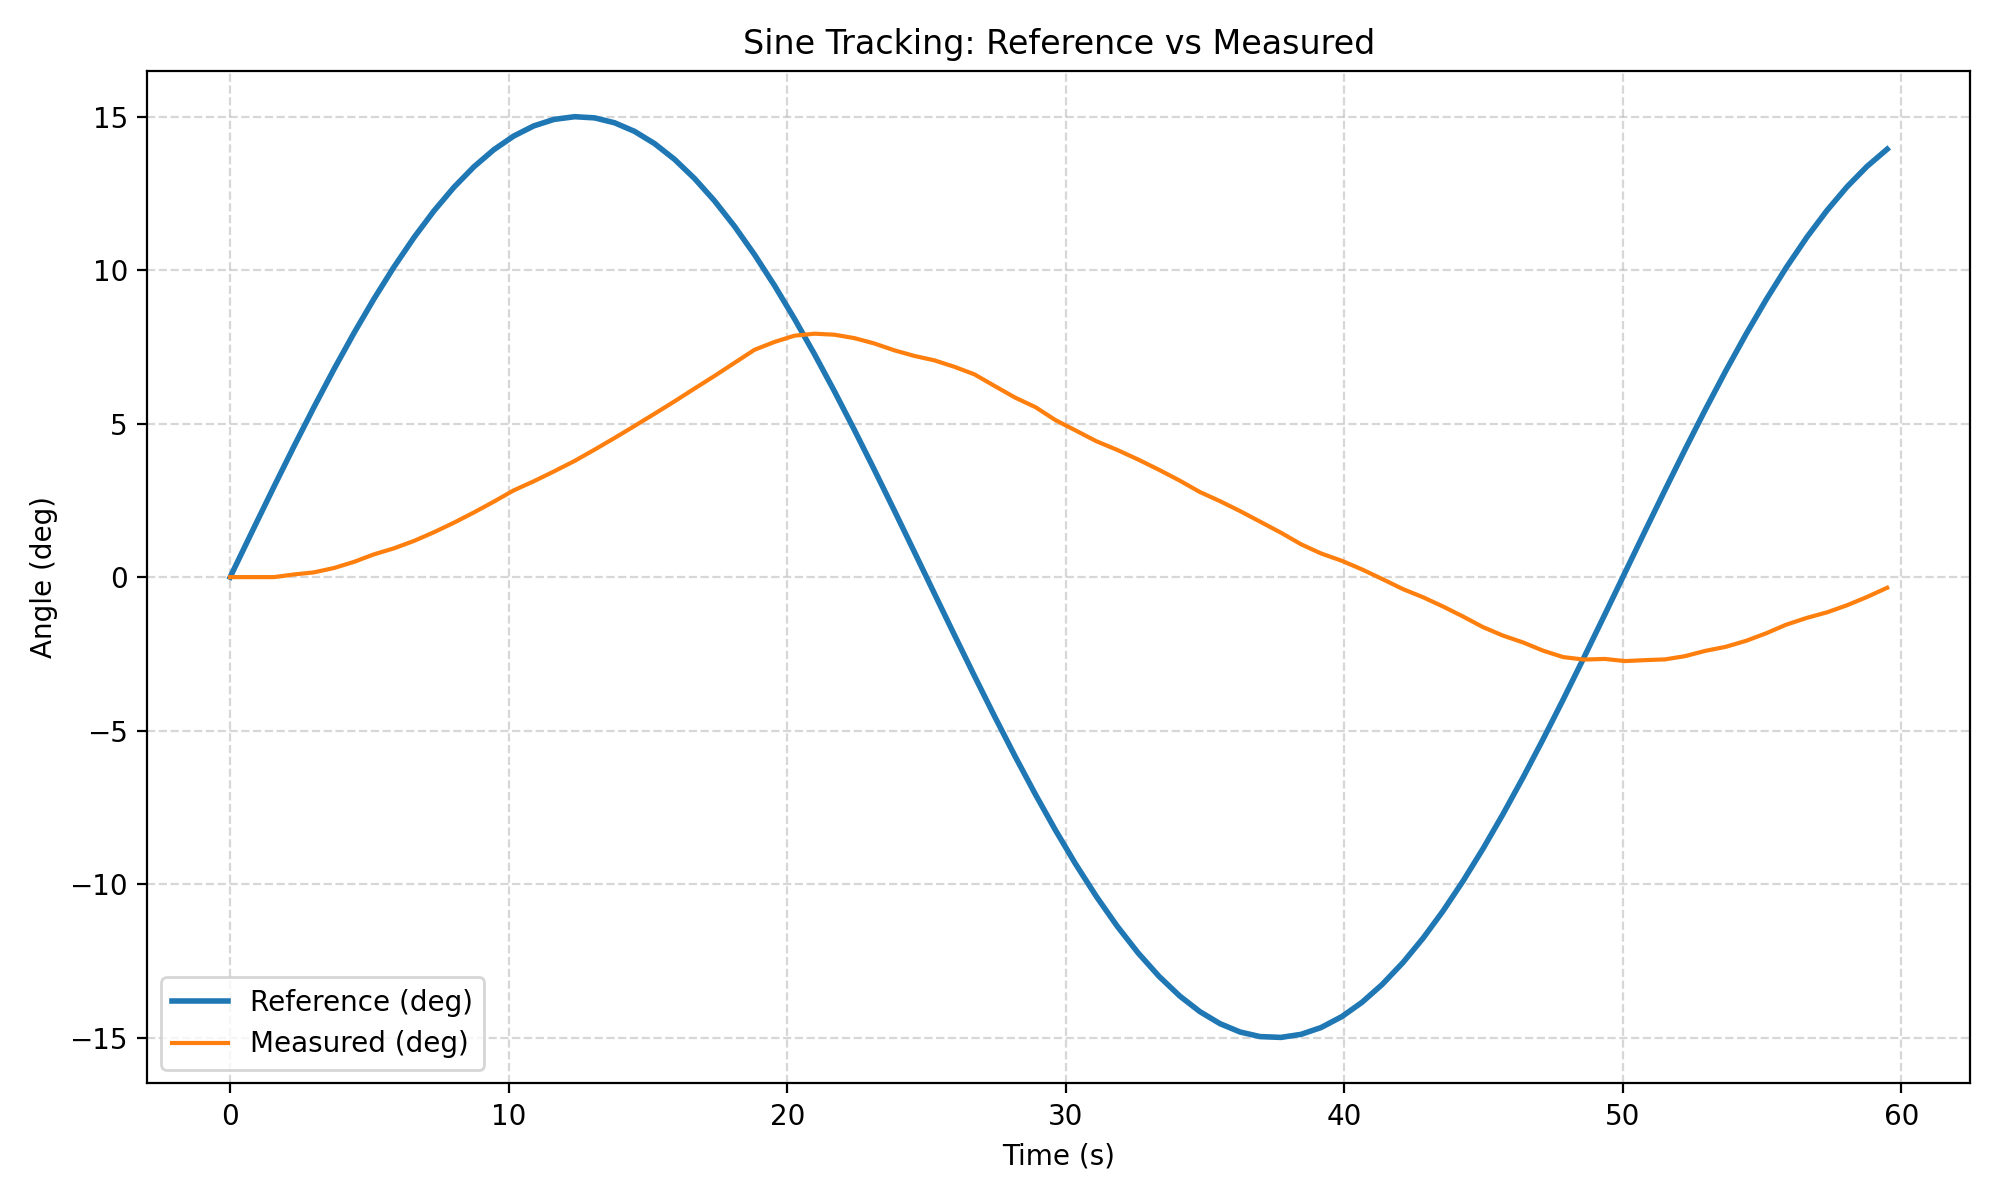 Sine Tracking: Reference vs Measured
Angle (deg)
15
10
5
0
−5
−10
−15
Reference (deg)
Measured (deg)
0 10 20 30 40 50 60
Time (s)